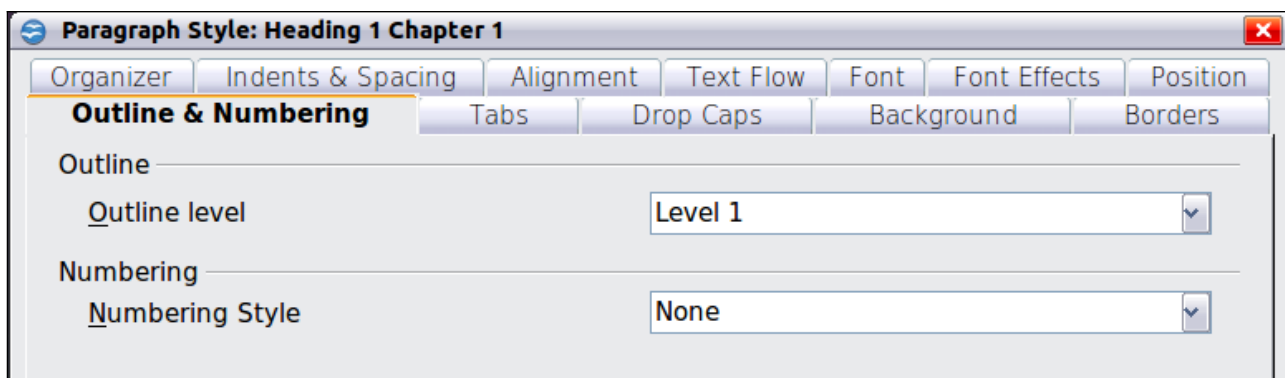 Paragraph Style: Heading 1 Chapter 1
Organizer Indents & Spacing Alignment Text Flow Font Font Effects Position
Outline & Numbering Tabs Drop Caps Background Borders
Outline
Outline level Level 1
Numbering
Numbering Style None